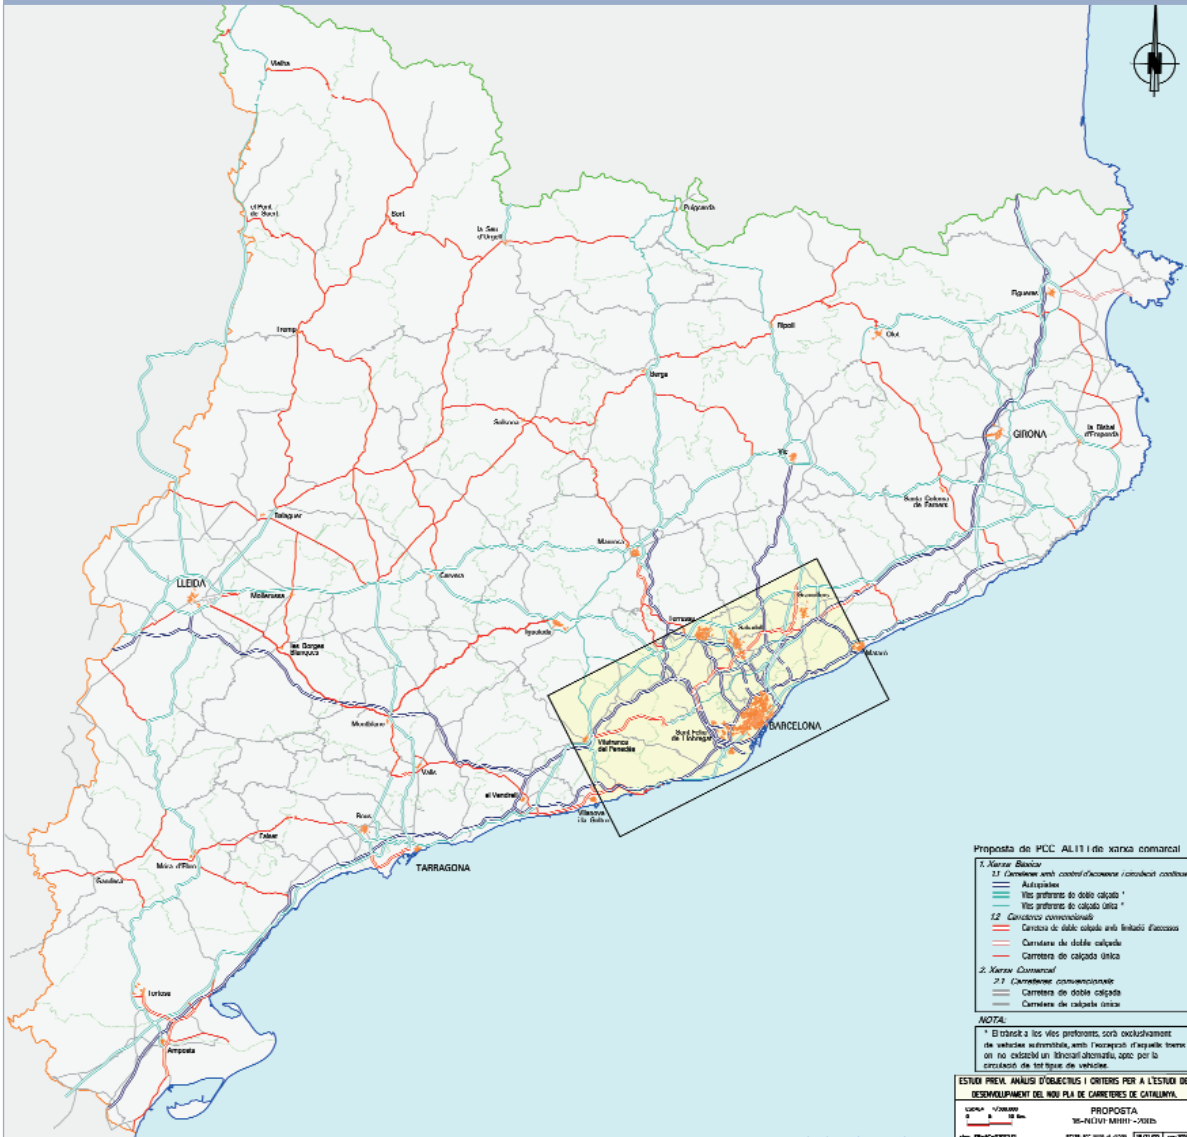 N
Vielha
el Pont
de Suert
Sort
la Seu
d'Urgell
Puigcerdà
Figueres
Tremp
Ripoll
Olot
Berga
Solsona
GIRONA
la Bisbal
d'Empordà
Vic
Santa Coloma
de Farners
Balaguer
Manresa
LLEIDA
Cervera
Mollerussa
Granollers
Terrassa
Sabadell
Igualada
les Borges
Blanques
Mataró
Montblanc
BARCELONA
Sant Feliu
de Llobregat
Vilafranca
del Penedès
Valls
el Vendrell
Vilanova
i la Geltrú
Reus
Falset
TARRAGONA
Móra d'Ebre
Gandesa
Tortosa
Amposta
Proposta de PCC ALT1 i de xarxa comarcal
1. Xarxa Bàsica
1.1 Carreteres amb control d'accessos i circulació contínua
Autopistes
Vies preferents de doble calçada *
Vies preferents de calçada única *
1.2 Carreteres convencionals
Carretera de doble calçada amb limitació d'accessos
Carretera de doble calçada
Carretera de calçada única
2. Xarxa Comarcal
2.1 Carreteres convencionals
Carretera de doble calçada
Carretera de calçada única
NOTA:
* El trànsit a les vies preferents, serà exclusivament
de vehicles automòbils, amb l'excepció d'aquells trams
on no existeixi un itinerari alternatiu, apte per la
circulació de tot tipus de vehicles.
ESTUDI PREVI. ANÀLISI D'OBJECTIUS I CRITERIS PER A L'ESTUDI DE
DESENVOLUPAMENT DEL NOU PLA DE CARRETERES DE CATALUNYA.
PROPOSTA
16-NOVEMBRE-2005